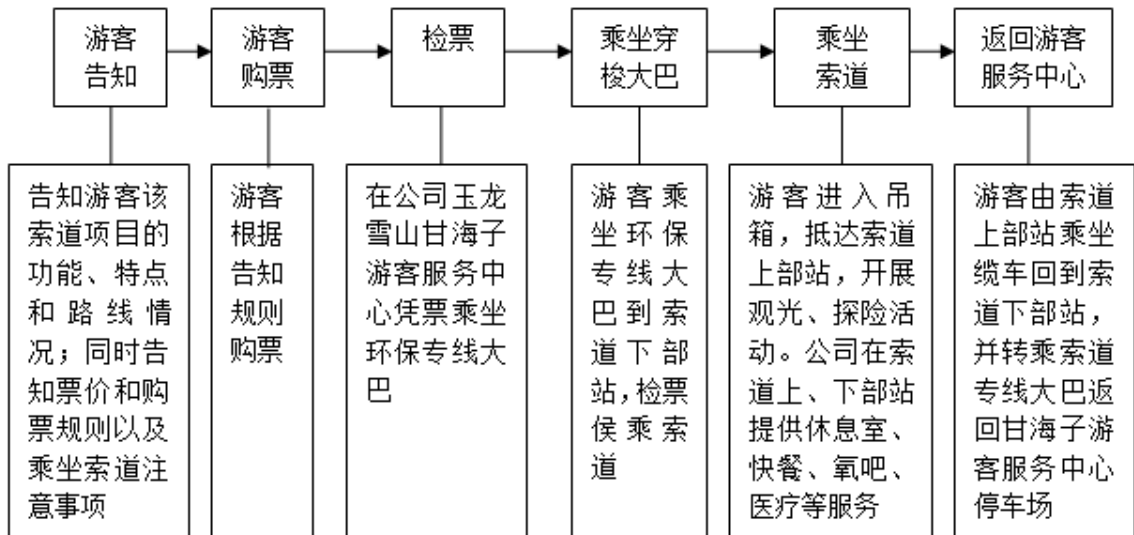 游客
告知
游客
购票
检票
乘坐穿
梭大巴
乘坐
索道
返回游客
服务中心
告知游客该
索道项目的
功能、特点
和路线情
况；同时告
知票价和购
票规则以及
乘坐索道注
意事项
游客
根据
告知
规则
购票
在公司玉龙
雪山甘海子
游客服务中
心凭票乘坐
环保专线大
巴
游客乘
坐环保
专线大
巴到索
道下部
站，检票
侯乘索
道
游客进入吊
箱，抵达索道
上部站，开展
观光、探险活
动。公司在索
道上、下部站
提供休息室、
快餐、氧吧、
医疗等服务
游客由索道
上部站乘坐
缆车回到索
道下部站，
并转乘索道
专线大巴返
回甘海子游
客服务中心
停车场